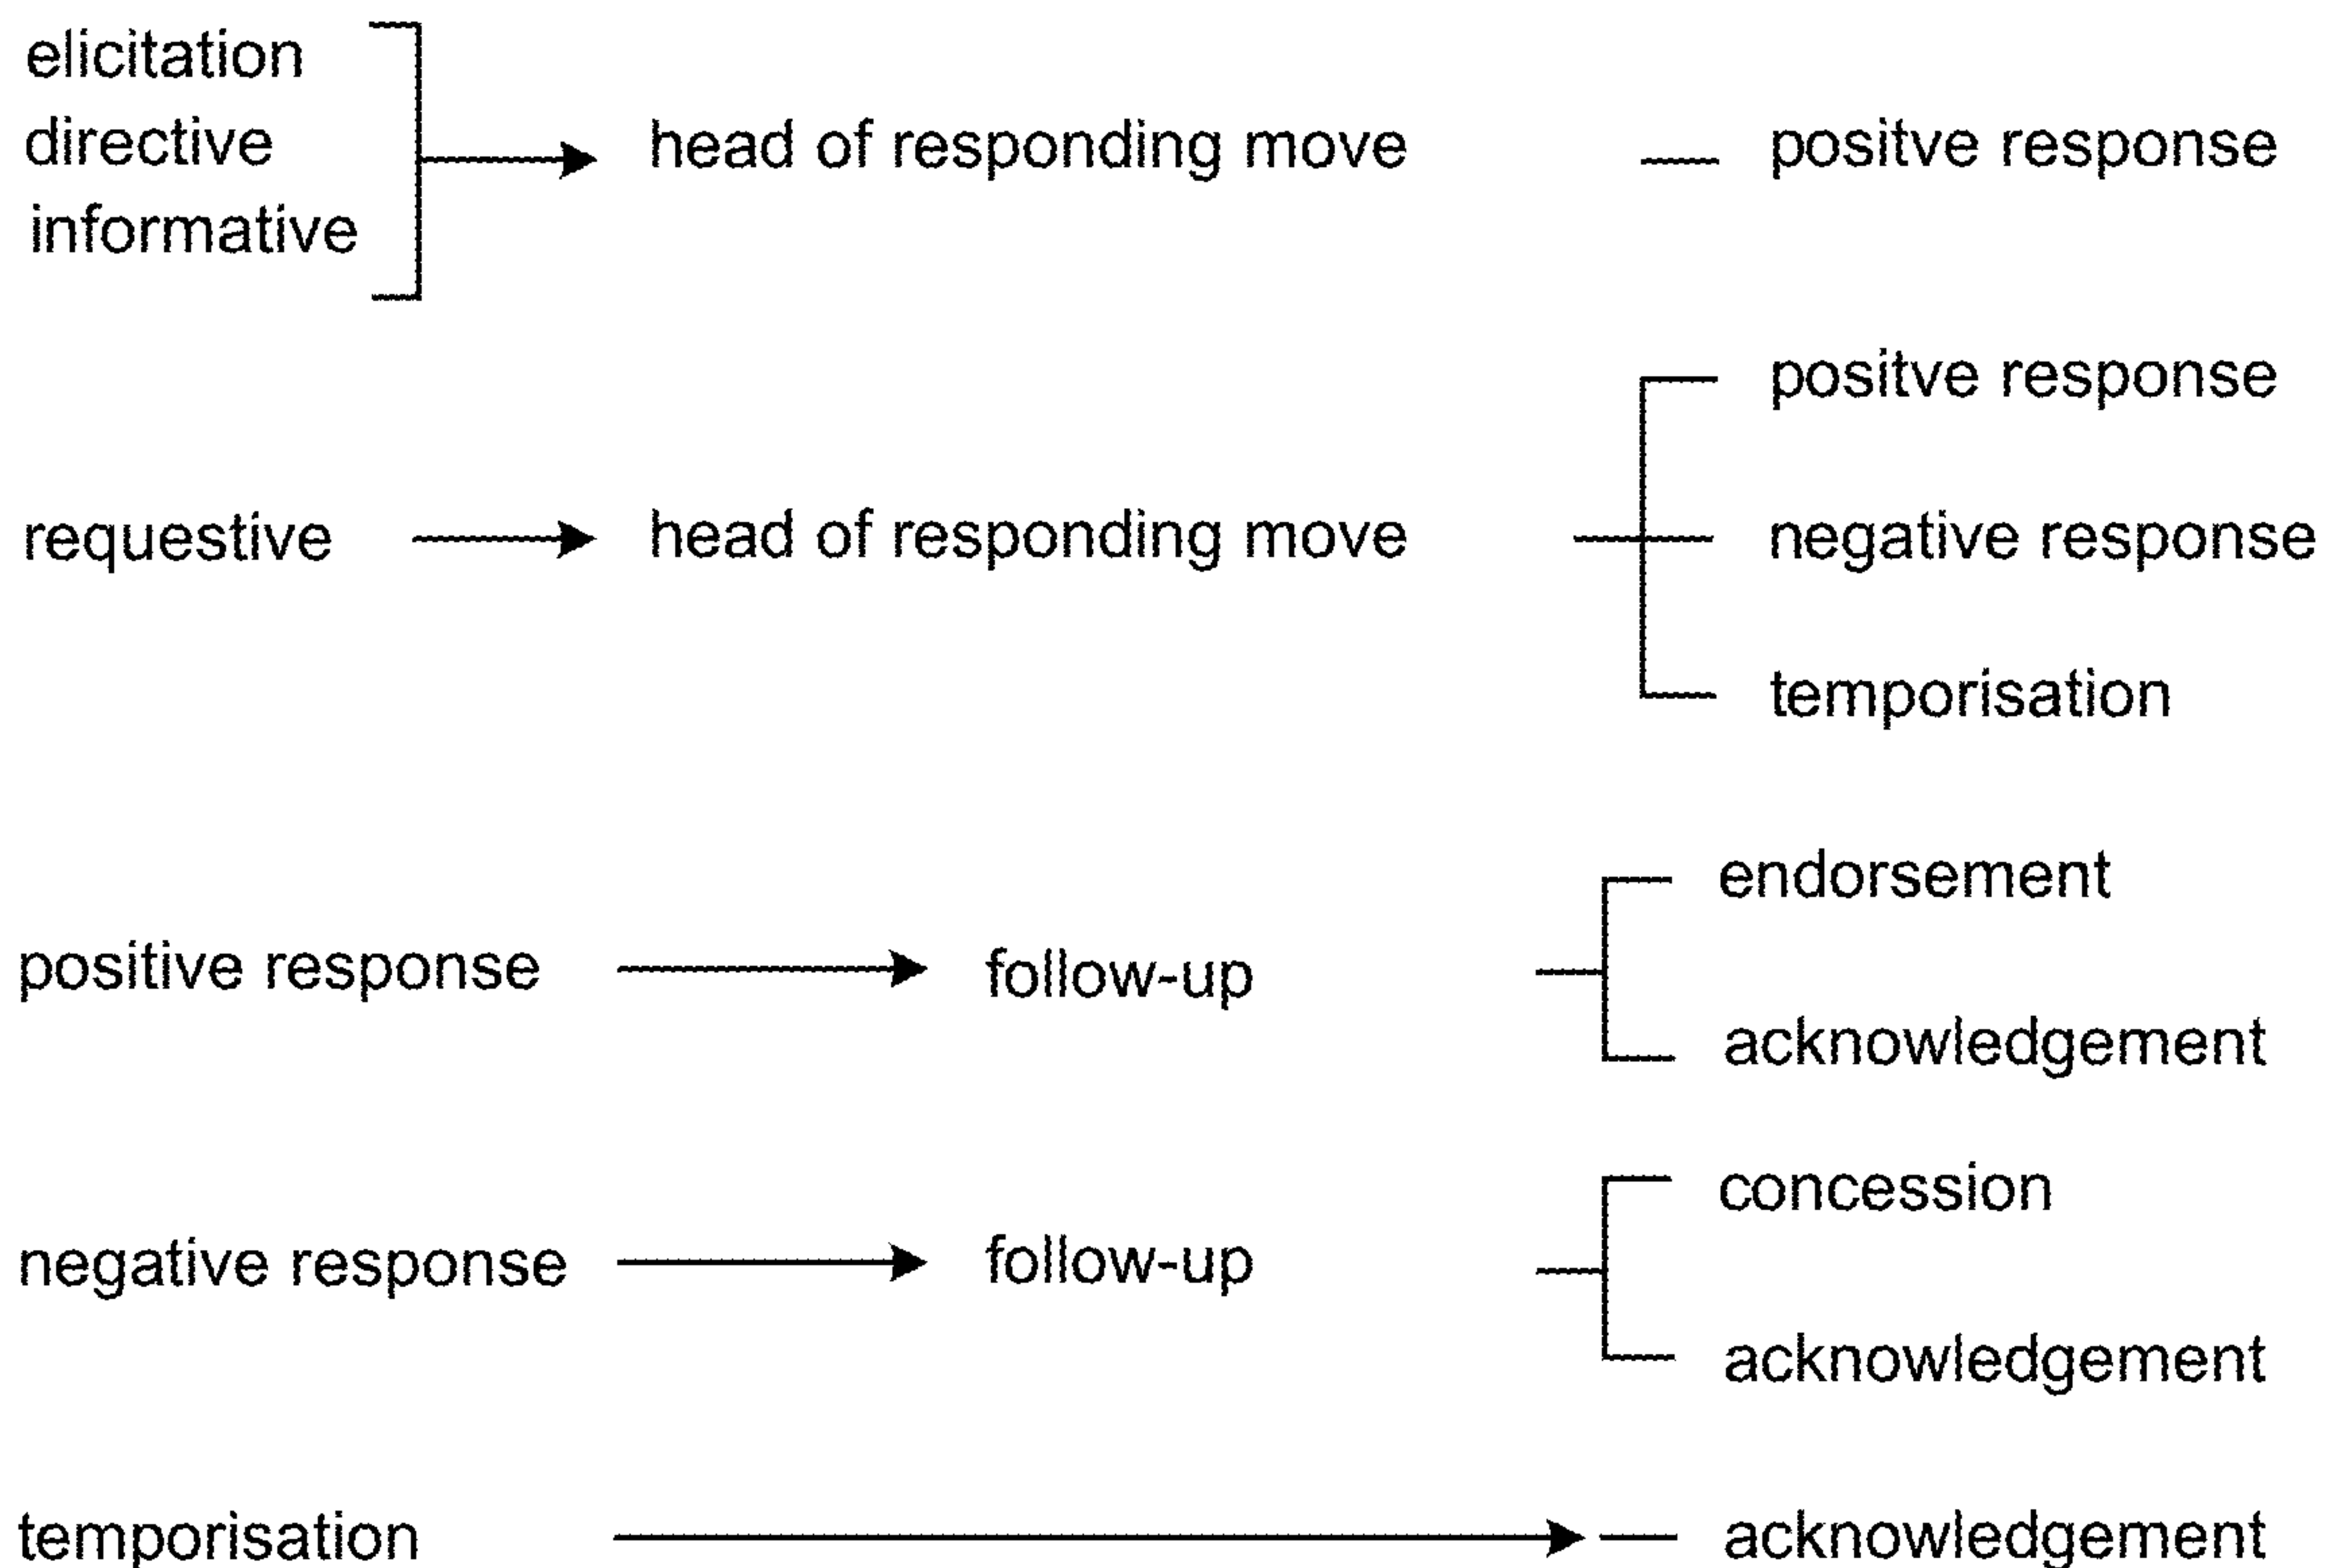 elicitation
directive
informative
head of responding move
positve response
positve response
requestive
head of responding move
negative response
temporisation
endorsement
positive response
follow-up
acknowledgement
concession
negative response
follow-up
acknowledgement
temporisation
acknowledgement